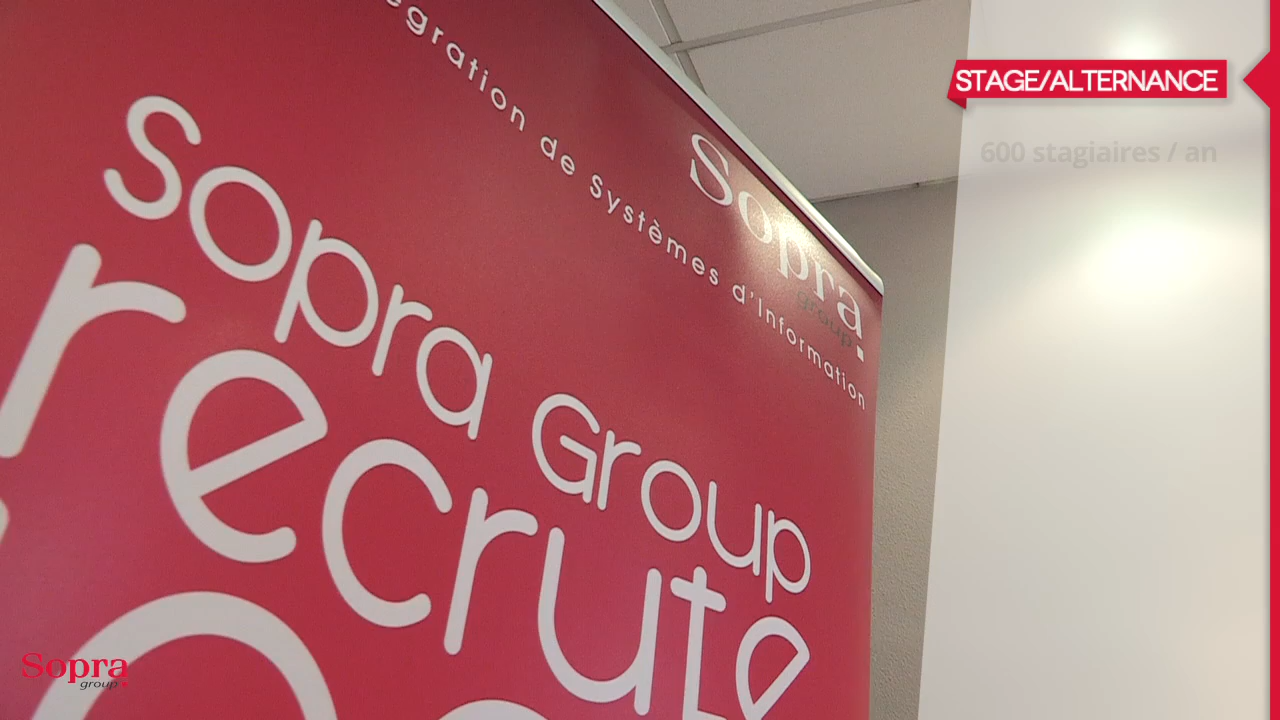 égration de Systèmes d'Information
Sopra
group
Sopra Group
recrute
STAGE/ALTERNANCE
600 stagiaires / an
Sopra
group